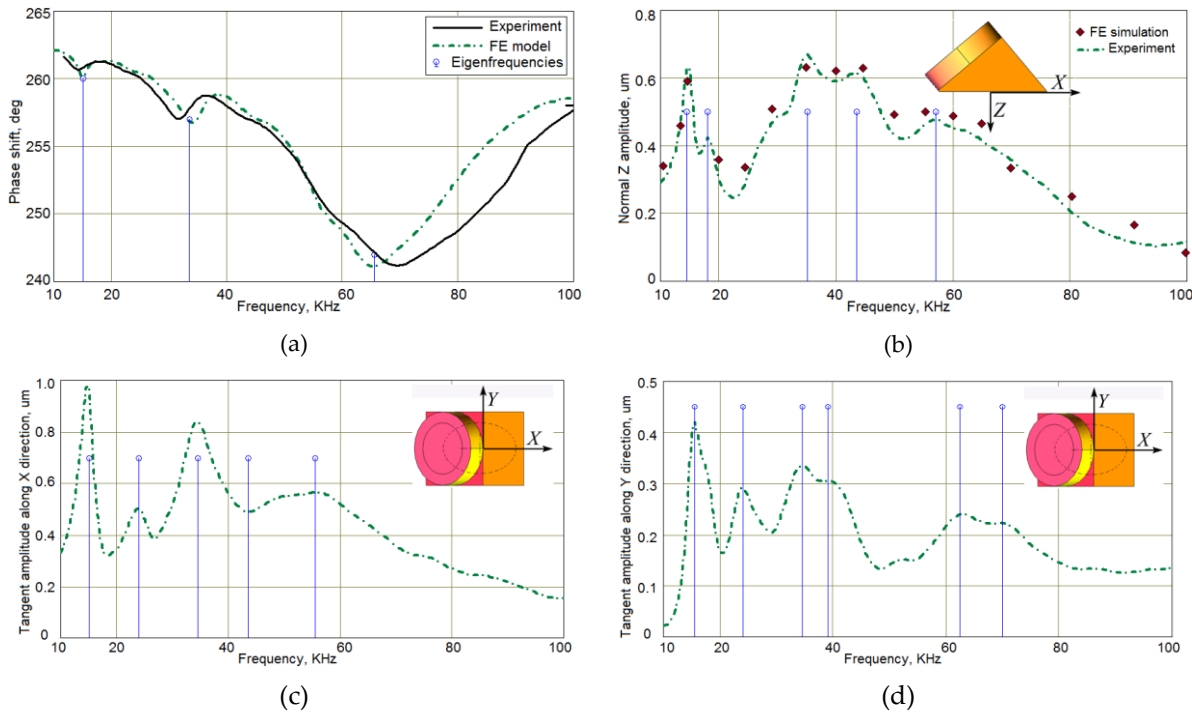 265
260
255
250
240
Phase shift, deg
Experiment
FE model
Eigenfrequencies
10 20 40 60 80 100
Frequency, KHz
(a)
0.8
0.6
0.4
0.2
0
Normal Z amplitude, um
FE simulation
Experiment
X
Z
10 20 40 60 80 100
Frequency, KHz
(b)
1.0
0.8
0.6
0.4
0.2
0
Tangent amplitude along X direction, um
Y
X
10 20 40 60 80 100
Frequency, KHz
(c)
0.5
0.4
0.3
0.2
0.1
0
Tangent amplitude along Y direction, um
Y
X
10 20 40 60 80 100
Frequency, KHz
(d)